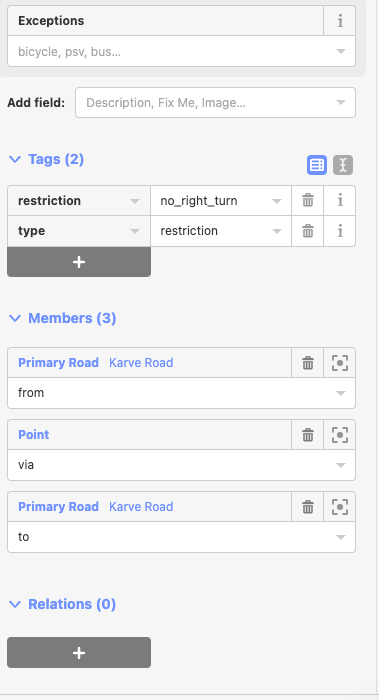 Exceptions
bicycle, psv, bus...
Add field: Description, Fix Me, Image...
Tags (2)
restriction no_right_turn
type restriction
Members (3)
Primary Road Karve Road
from
Point
via
Primary Road Karve Road
to
Relations (0)